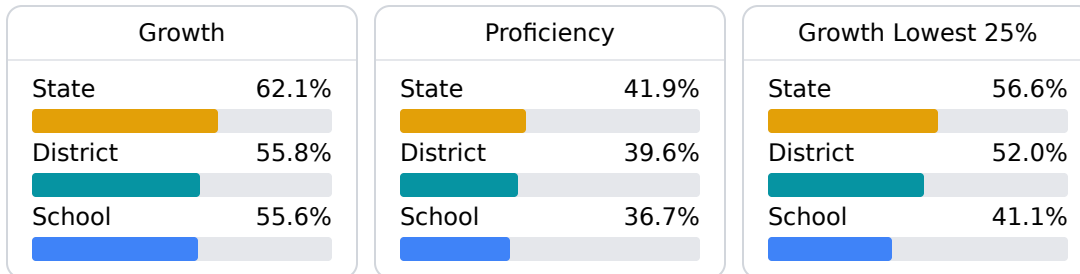 Growth
State 62.1%
District 55.8%
School 55.6%
Proficiency
State 41.9%
District 39.6%
School 36.7%
Growth Lowest 25%
State 56.6%
District 52.0%
School 41.1%